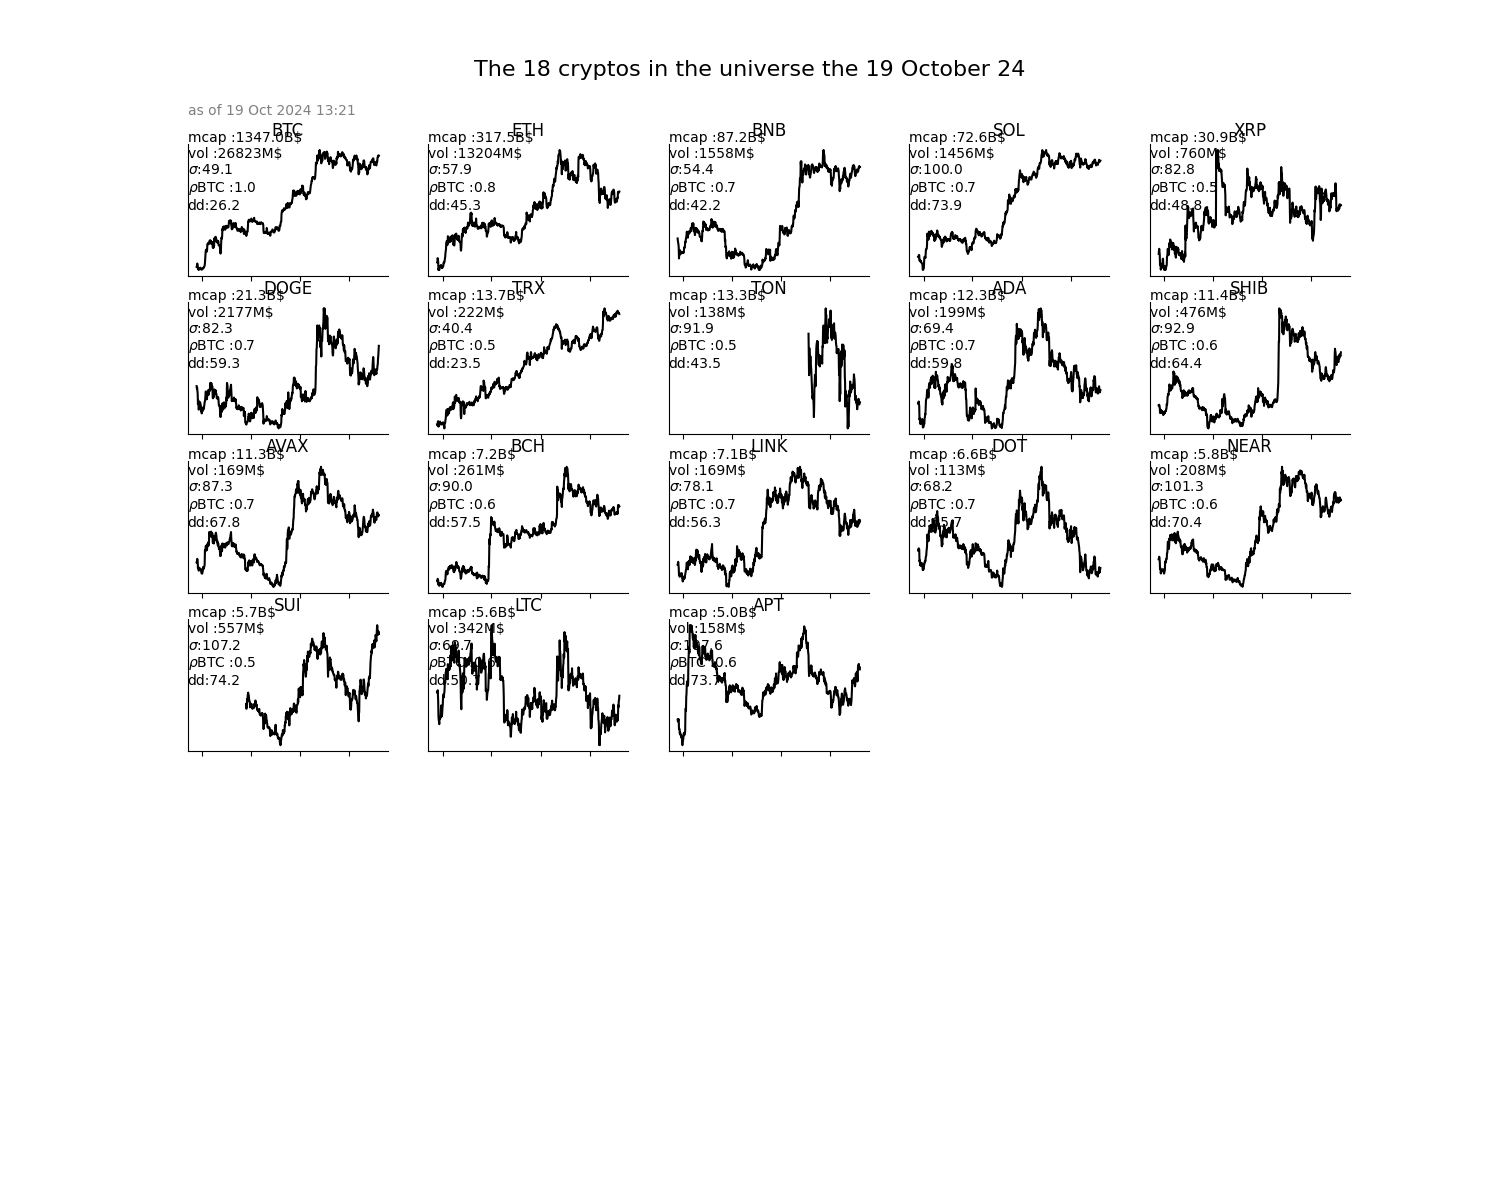 The 18 cryptos in the universe the 19 October 24
as of 19 Oct 2024 13:21
BTC
mcap :1347.0B$
vol :26823M$
σ:49.1
ρBTC :1.0
dd:26.2
ETH
mcap :317.5B$
vol :13204M$
σ:57.9
ρBTC :0.8
dd:45.3
BNB
mcap :87.2B$
vol :1558M$
σ:54.4
ρBTC :0.7
dd:42.2
SOL
mcap :72.6B$
vol :1456M$
σ:100.0
ρBTC :0.7
dd:73.9
XRP
mcap :30.9B$
vol :760M$
σ:82.8
ρBTC :0.5
dd:48.8
DOGE
mcap :21.3B$
vol :2177M$
σ:82.3
ρBTC :0.7
dd:59.3
TRX
mcap :13.7B$
vol :222M$
σ:40.4
ρBTC :0.5
dd:23.5
TON
mcap :13.3B$
vol :138M$
σ:91.9
ρBTC :0.5
dd:43.5
ADA
mcap :12.3B$
vol :199M$
σ:69.4
ρBTC :0.7
dd:59.8
SHIB
mcap :11.4B$
vol :476M$
σ:92.9
ρBTC :0.6
dd:64.4
AVAX
mcap :11.3B$
vol :169M$
σ:87.3
ρBTC :0.7
dd:67.8
BCH
mcap :7.2B$
vol :261M$
σ:90.0
ρBTC :0.6
dd:57.5
LINK
mcap :7.1B$
vol :169M$
σ:78.1
ρBTC :0.7
dd:56.3
DOT
mcap :6.6B$
vol :113M$
σ:68.2
ρBTC :0.7
NEAR
mcap :5.8B$
vol :208M$
σ:101.3
ρBTC :0.6
dd:70.4
SUI
mcap :5.7B$
vol :557M$
σ:107.2
ρBTC :0.5
dd:74.2
LTC
mcap :5.6B$
vol :342M$
APT
mcap :5.0B$
vol :158M$
ρBTC :0.6